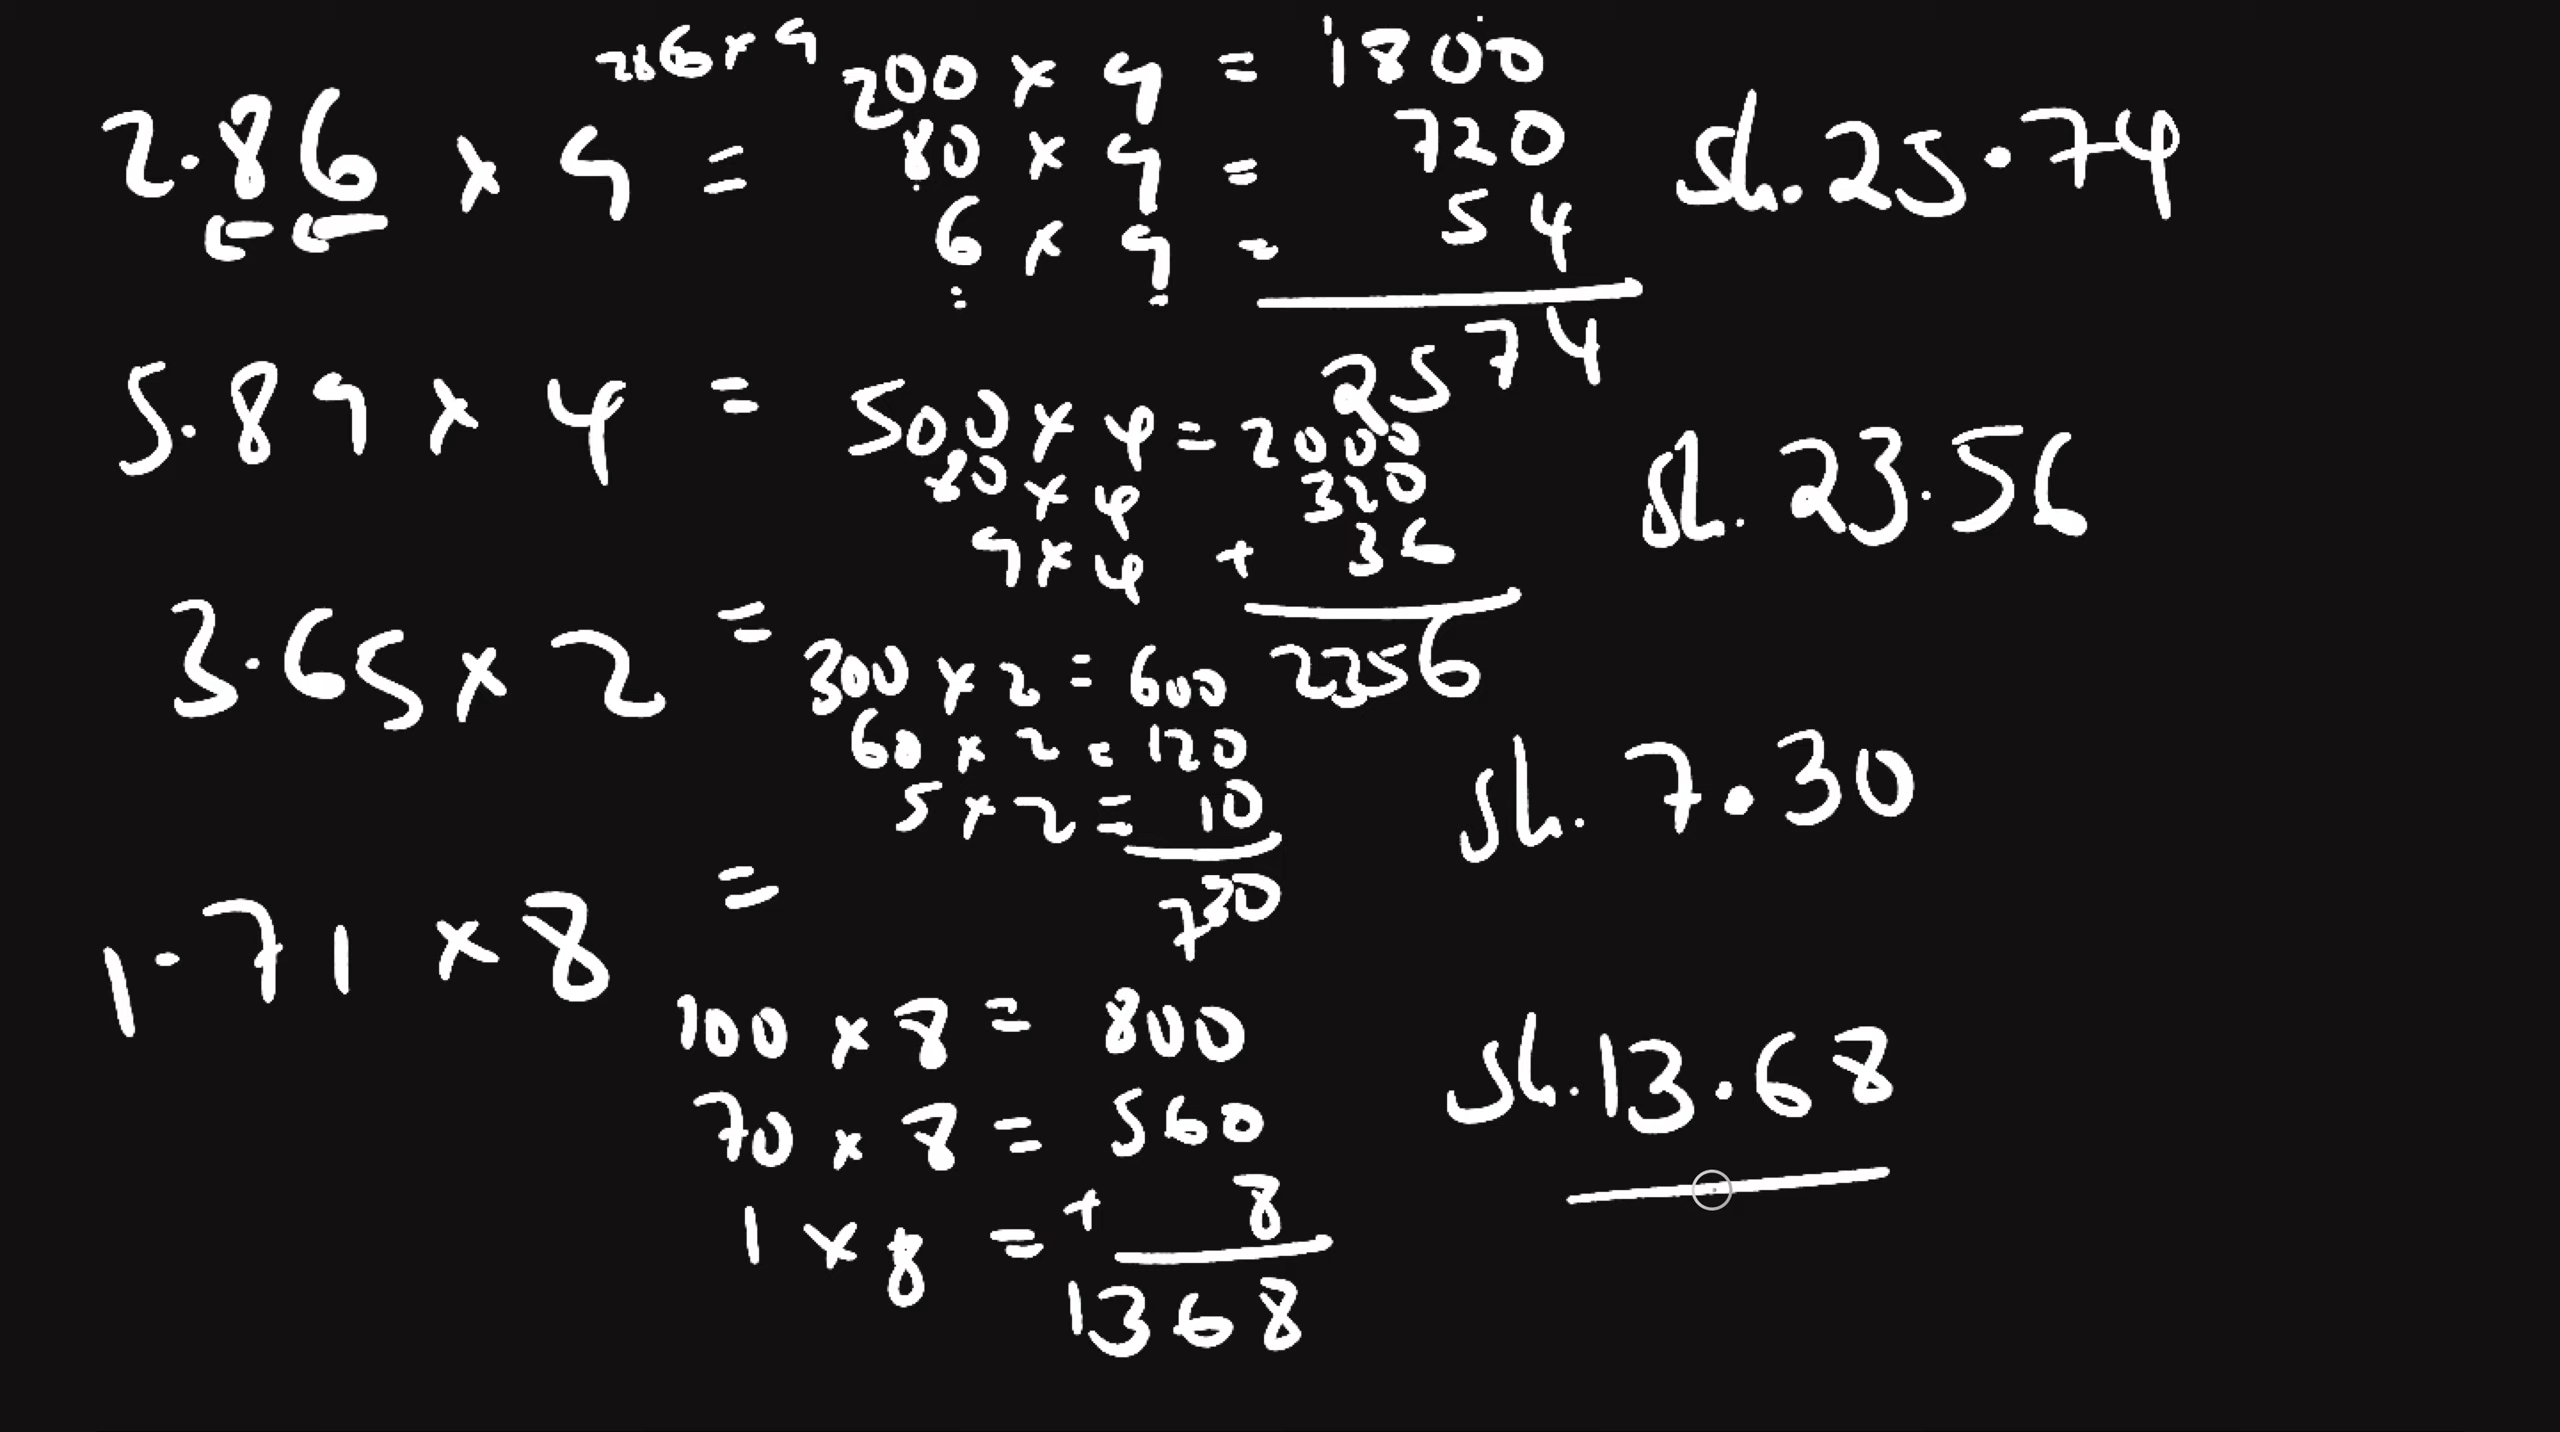 286 x 9
2.86 x 9 = 200 x 9 = 1800
80 x 9 = 720
6 x 9 = 54
2574
sh. 25.74
5.89 x 4 = 500 x 4 = 2000
80 x 4 320
9 x 4 + 36
2356
sh. 23.56
3.65 x 2 = 300 x 2 = 600
60 x 2 = 120
5 x 2 = 10
730
sh. 7.30
1.71 x 8 =
100 x 8 = 800
70 x 8 = 560
1 x 8 = + 8
1368
sh. 13.68